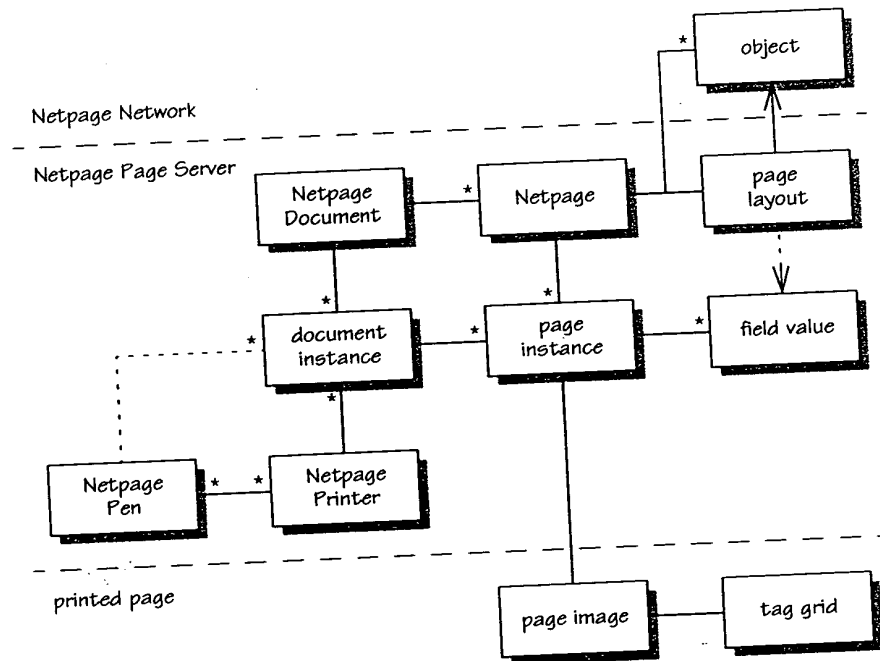 *
object
Netpage Network
Netpage Page Server
Netpage
Document
*
Netpage
page
layout
*
*
*
document
instance
*
page
instance
*
field value
*
Netpage
Pen
*
*
Netpage
Printer
printed page
page image
tag grid